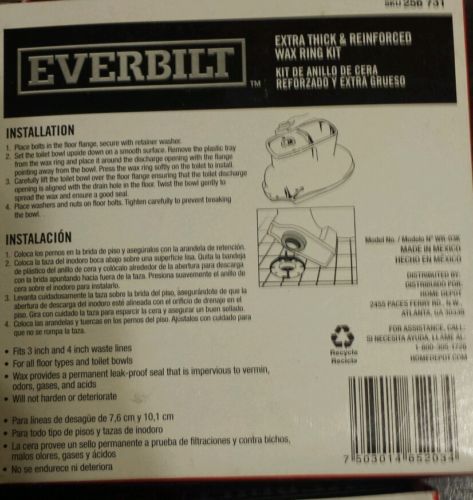 SKU 256 731
EVERBILT
TM
EXTRA THICK & REINFORCED
WAX RING KIT
KIT DE ANILLO DE CERA
REFORZADO Y EXTRA GRUESO
INSTALLATION
1. Place bolts in the floor flange, secure with retainer washer.
2. Set the toilet bowl upside down on a smooth surface. Remove the plastic tray
from the wax ring and place it around the discharge opening with the flange
pointing away from the bowl. Press the wax ring softly on the toilet to install.
3. Carefully lift the toilet bowl over the floor flange ensuring that the toilet discharge
opening is aligned with the drain hole in the floor. Twist the bowl gently to
spread the wax and ensure a good seal.
4. Place washers and nuts on floor bolts. Tighten carefully to prevent breaking
the bowl.
INSTALACIÓN
1. Coloca los pernos en la brida de piso y asegúralos con la arandela de retención.
2. Coloca la taza del inodoro boca abajo sobre una superficie lisa. Quita la bandeja
de plástico del anillo de cera y colócalo alrededor de la abertura para descarga
con la brida apuntando hacia fuera de la taza. Presiona suavemente el anillo de
cera sobre el inodoro para instalarlo.
3. Levanta cuidadosamente la taza sobre la brida del piso, asegurándote de que la
abertura de descarga del inodoro esté alineada con el orificio de drenaje en el
piso. Gira con cuidado la taza para esparcir la cera y asegurar un buen sellado.
4. Coloca las arandelas y tuercas en los pernos del piso. Ajústalos con cuidado para
que no se rompa la taza.
• Fits 3 inch and 4 inch waste lines
• For all floor types and toilet bowls
• Wax provides a permanent leak-proof seal that is impervious to vermin,
odors, gases, and acids
• Will not harden or deteriorate
• Para líneas de desagüe de 7,6 cm y 10,1 cm
• Para todo tipo de pisos y tazas de inodoro
• La cera provee un sello permanente a prueba de filtraciones y contra bichos,
malos olores, gases y ácidos
• No se endurece ni deteriora
Model No. / Modelo Nº
MADE IN MEXICO
HECHO EN MÉXICO
DISTRIBUTED BY:
DISTRIBUIDO POR:
HOME DEPOT
2455 PACES FERRY RD. N.W.
ATLANTA, GA 30339
FOR ASSISTANCE, CALL:
SI NECESITA AYUDA, LLAME AL:
HOMEDEPOT.COM
Recycle
Recicla
7 503014 652034